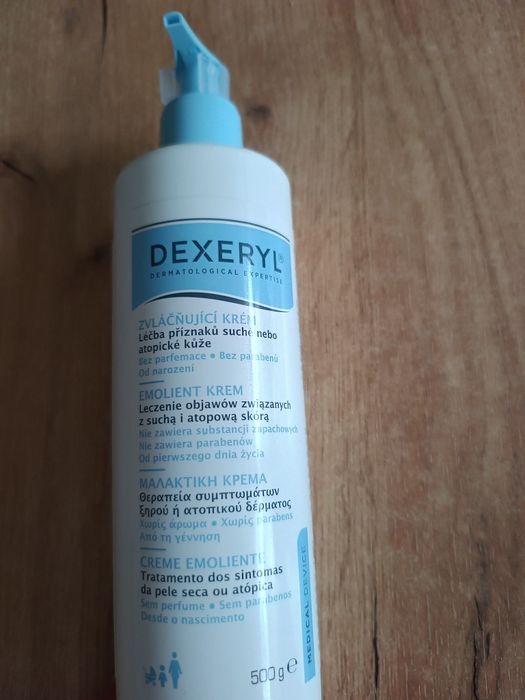 DEXERYL®
DERMATOLOGICAL EXPERTISE
ZVLÁČŇUJÍCÍ KRÉM
Léčba příznaků suché nebo
atopické kůže
Bez parfemace • Bez parabenů
Od narození
EMOLIENT KREM
Leczenie objawów związanych
z suchą i atopową skórą
Nie zawiera substancji zapachowych
Nie zawiera parabenów
Od pierwszego dnia życia
ΜΑΛΑΚΤΙΚΗ ΚΡΕΜΑ
Θεραπεία συμπτωμάτων
ξηρού ή ατοπικού δέρματος
Χωρίς άρωμα • Χωρίς parabens
Από τη γέννηση
CREME EMOLIENTE
Tratamento dos sintomas
da pele seca ou atópica
Sem perfume • Sem parabenos
Desde o nascimento
MEDICAL DEVICE
500g e